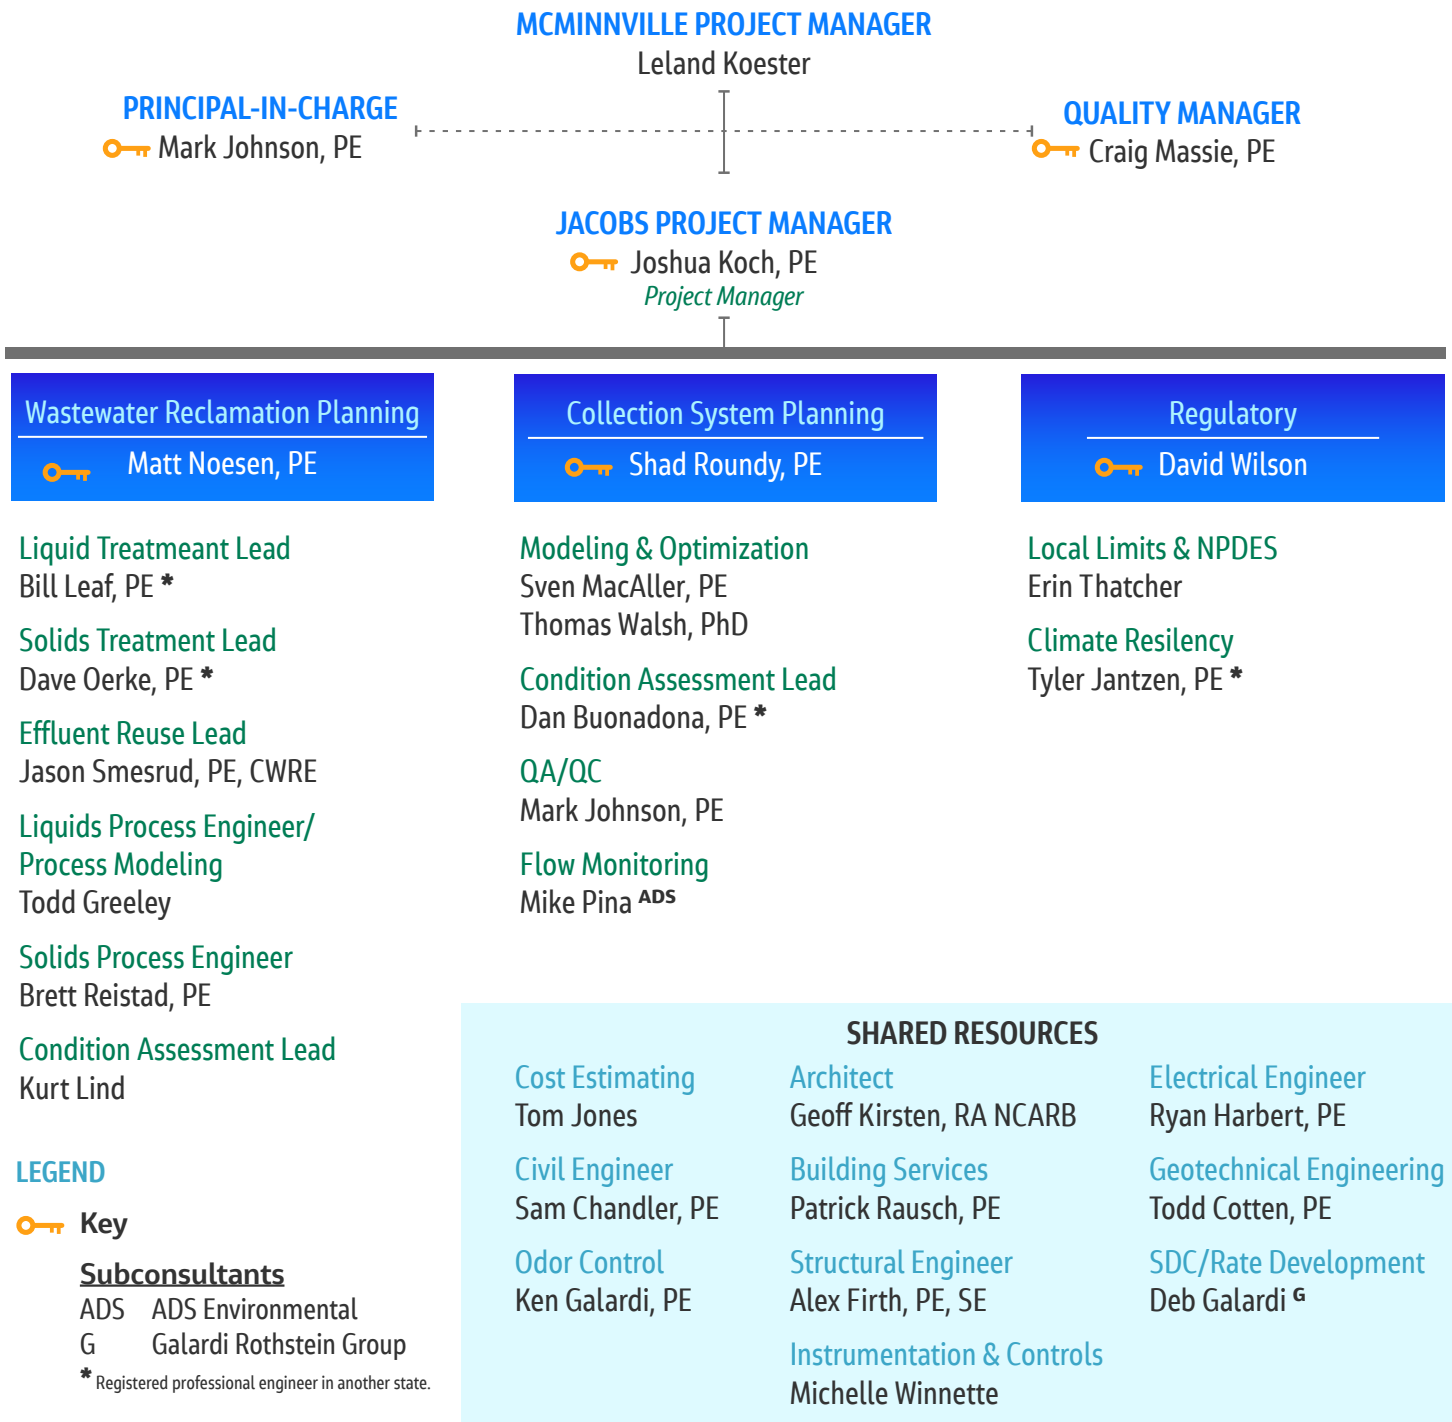 MCMINNVILLE PROJECT MANAGER
Leland Koester
PRINCIPAL-IN-CHARGE
Mark Johnson, PE
QUALITY MANAGER
Craig Massie, PE
JACOBS PROJECT MANAGER
Joshua Koch, PE
Project Manager
Wastewater Reclamation Planning
Matt Noesen, PE
Liquid Treatmeant Lead
Bill Leaf, PE *
Solids Treatment Lead
Dave Oerke, PE *
Effluent Reuse Lead
Jason Smesrud, PE, CWRE
Liquids Process Engineer/
Process Modeling
Todd Greeley
Solids Process Engineer
Brett Reistad, PE
Condition Assessment Lead
Kurt Lind
Collection System Planning
Shad Roundy, PE
Modeling & Optimization
Sven MacAller, PE
Thomas Walsh, PhD
Condition Assessment Lead
Dan Buonadona, PE *
QA/QC
Mark Johnson, PE
Flow Monitoring
Mike Pina ADS
Regulatory
David Wilson
Local Limits & NPDES
Erin Thatcher
Climate Resilency
Tyler Jantzen, PE *
LEGEND
Key
Subconsultants
ADS ADS Environmental
G Galardi Rothstein Group
* Registered professional engineer in another state.
SHARED RESOURCES
Cost Estimating
Tom Jones
Civil Engineer
Sam Chandler, PE
Odor Control
Ken Galardi, PE
Architect
Geoff Kirsten, RA NCARB
Building Services
Patrick Rausch, PE
Structural Engineer
Alex Firth, PE, SE
Instrumentation & Controls
Michelle Winnette
Electrical Engineer
Ryan Harbert, PE
Geotechnical Engineering
Todd Cotten, PE
SDC/Rate Development
Deb Galardi G